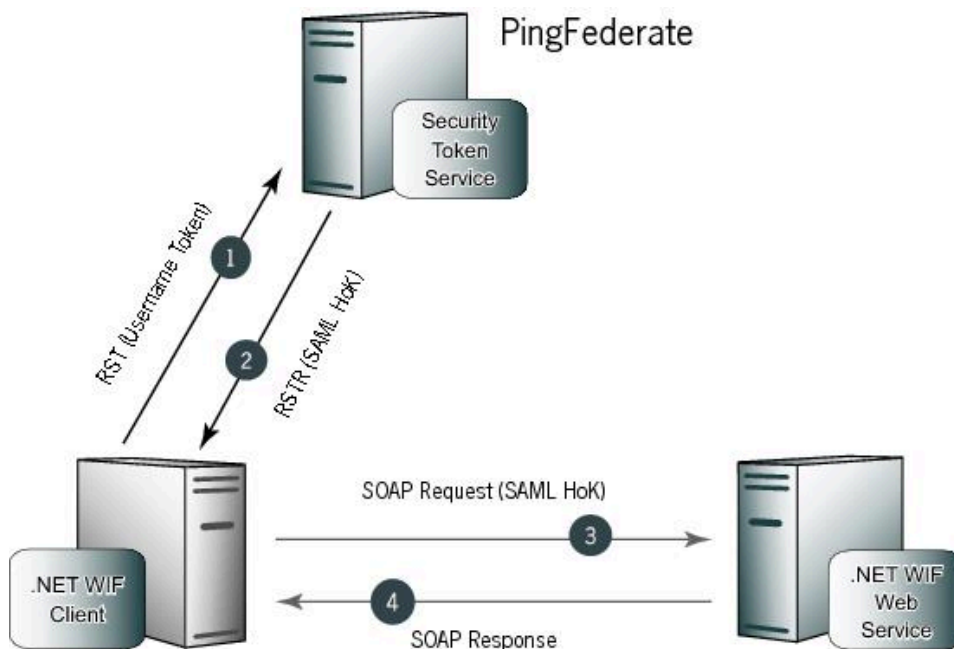 PingFederate
Security
Token
Service
1
RST (Username Token)
2
RSTR (SAML HoK)
SOAP Request (SAML HoK)
3
.NET WIF
Client
.NET WIF
Web
Service
4
SOAP Response